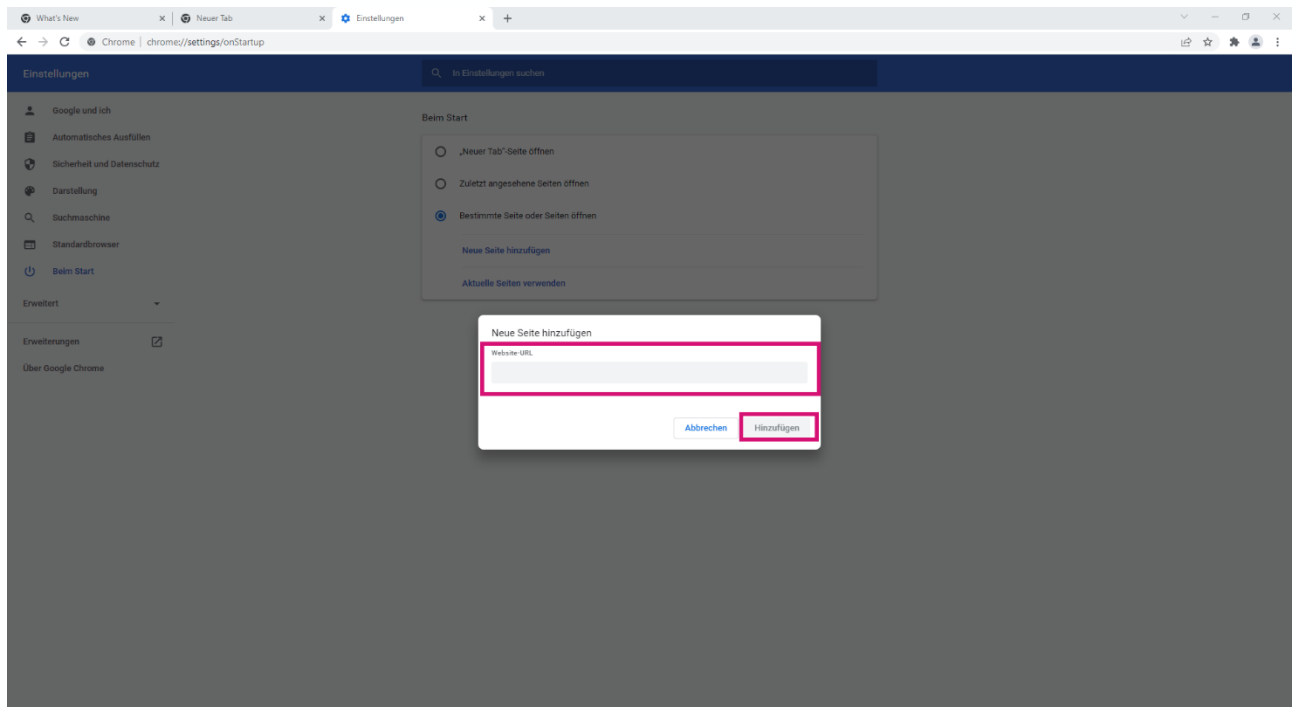 What's New
Neuer Tab
Einstellungen
Chrome | chrome://settings/onStartup
Einstellungen
In Einstellungen suchen
Google und ich
Automatisches Ausfüllen
Sicherheit und Datenschutz
Darstellung
Suchmaschine
Standardbrowser
Beim Start
Erweitert
Erweiterungen
Über Google Chrome
Beim Start
„Neuer Tab“-Seite öffnen
Zuletzt angesehene Seiten öffnen
Bestimmte Seite oder Seiten öffnen
Neue Seite hinzufügen
Aktuelle Seiten verwenden
Neue Seite hinzufügen
Website-URL
Abbrechen
Hinzufügen